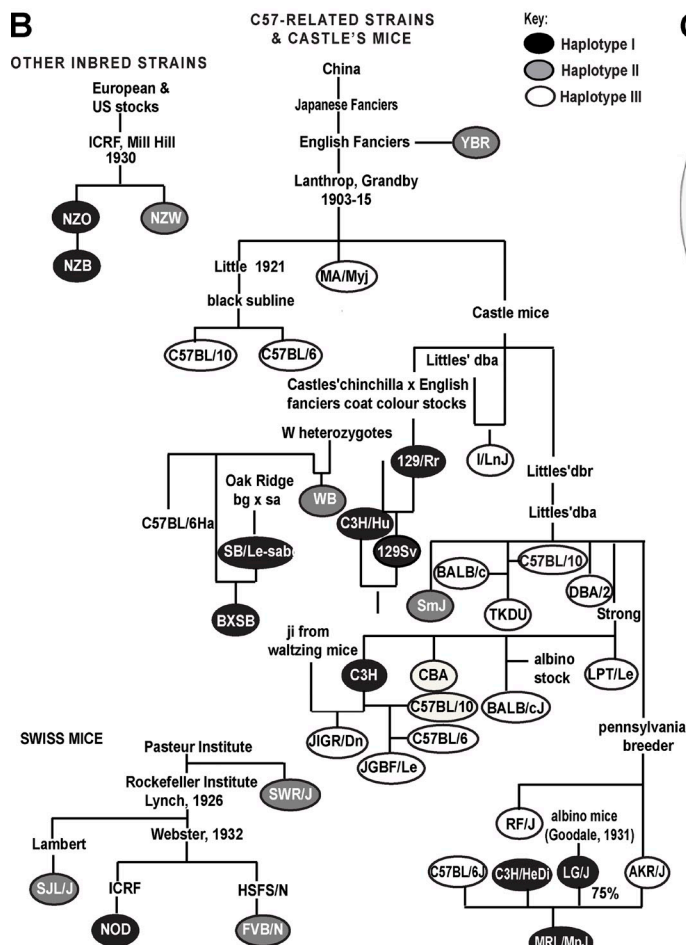 B
C57-RELATED STRAINS
& CASTLE'S MICE
Key:
Haplotype I
Haplotype II
Haplotype III
OTHER INBRED STRAINS
European &
US stocks
ICRF, Mill Hill
1930
NZO
NZW
NZB
China
Japanese Fanciers
English Fanciers
YBR
Lanthrop, Grandby
1903-15
Little 1921
MA/Myj
black subline
Castle mice
C57BL/10
C57BL/6
Littles' dba
Castles'chinchilla x English
fanciers coat colour stocks
W heterozygotes
129/Rr
I/LnJ
Littles'dbr
Oak Ridge
bg x sa
WB
C57BL/6Ha
C3H/Hu
Littles'dba
SB/Le-sabg
129Sv
BALB/c
C57BL/10
DBA/2
SmJ
TKDU
Strong
BXSB
ji from
waltzing mice
C3H
CBA
albino
stock
LPT/Le
C57BL/10
BALB/cJ
JIGR/Dn
C57BL/6
JGBF/Le
pennsylvania
breeder
SWISS MICE
Pasteur Institute
Rockefeller Institute
Lynch, 1926
SWR/J
Webster, 1932
Lambert
RF/J
albino mice
(Goodale, 1931)
SJL/J
ICRF
HSFS/N
C57BL/6J
C3H/HeDi
LG/J
AKR/J
75%
NOD
FVB/N
MRL/MpJ